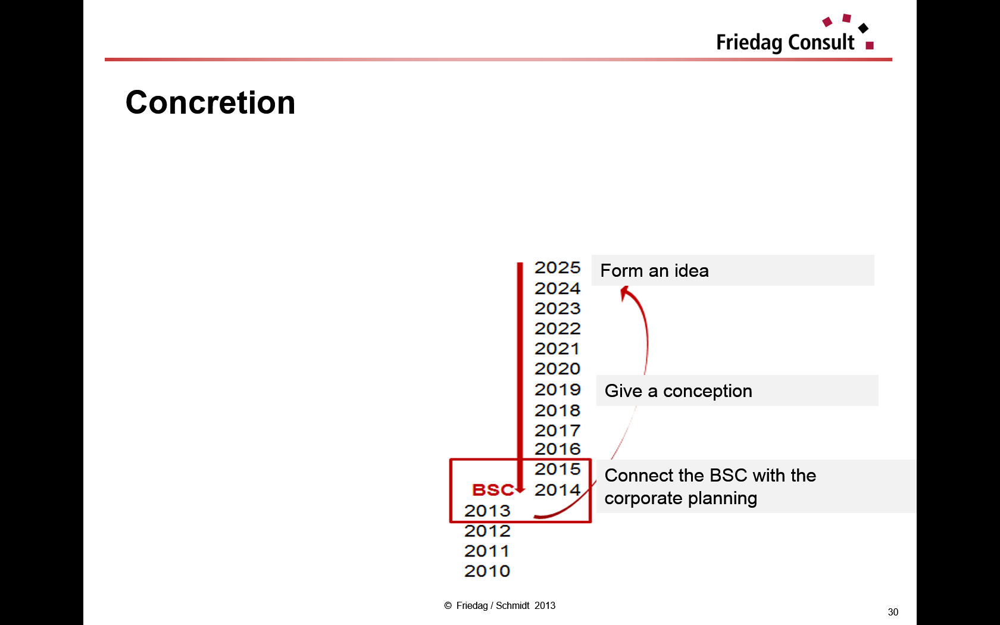 Friedag Consult
Concretion
2025
Form an idea
2024
2023
2022
2021
2020
2019
Give a conception
2018
2017
2016
2015
Connect the BSC with the
corporate planning
BSC 2014
2013
2012
2011
2010
© Friedag / Schmidt 2013
30